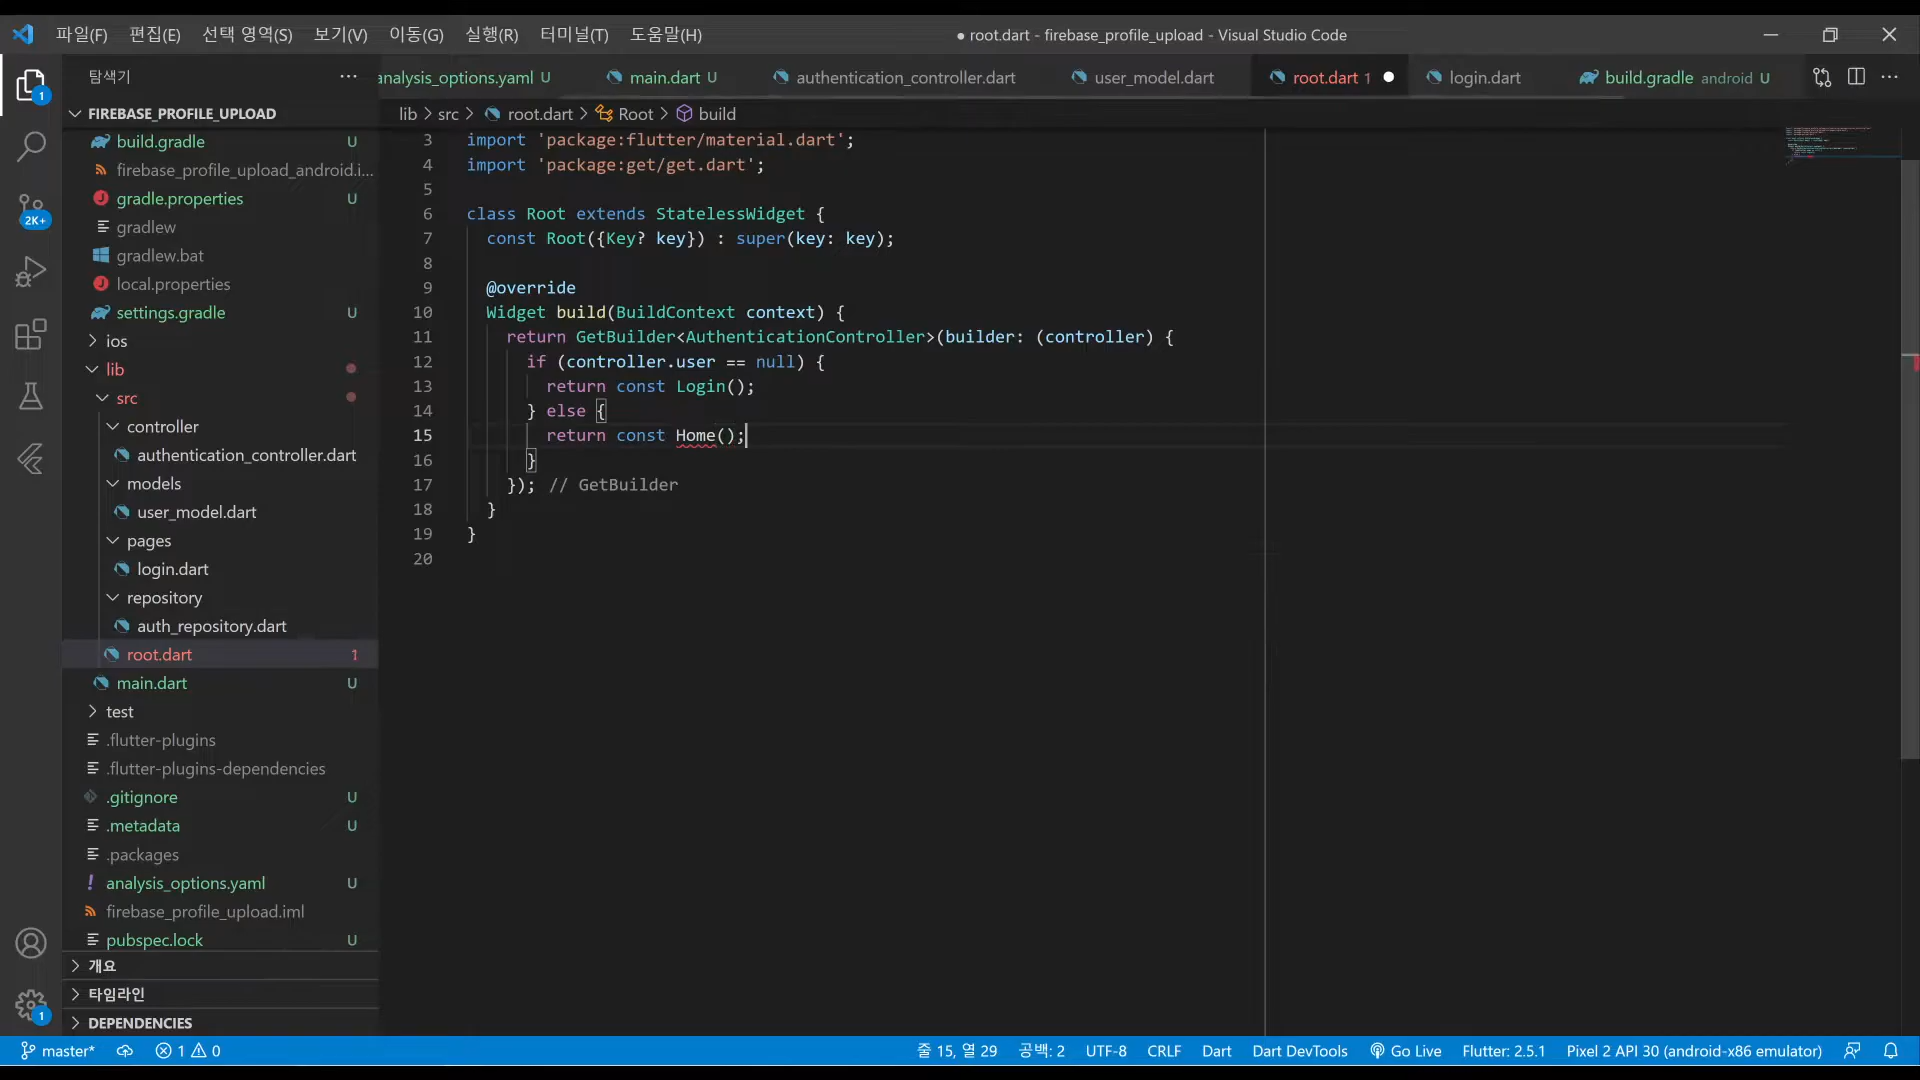 파일(F) 편집(E) 선택 영역(S) 보기(V) 이동(G) 실행(R) 터미널(T) 도움말(H)
● root.dart - firebase_profile_upload - Visual Studio Code
탐색기
analysis_options.yaml U main.dart U authentication_controller.dart user_model.dart root.dart 1 login.dart build.gradle android U
1
2K+
1
FIREBASE_PROFILE_UPLOAD
build.gradle U
firebase_profile_upload_android.i...
gradle.properties U
gradlew
gradlew.bat
local.properties
settings.gradle U
ios
lib
src
controller
authentication_controller.dart
models
user_model.dart
pages
login.dart
repository
auth_repository.dart
root.dart 1
main.dart U
test
.flutter-plugins
.flutter-plugins-dependencies
.gitignore U
.metadata U
.packages
analysis_options.yaml U
firebase_profile_upload.iml
pubspec.lock U
개요
타임라인
DEPENDENCIES
lib > src > root.dart > Root > build
3 import 'package:flutter/material.dart';
4 import 'package:get/get.dart';
5
6 class Root extends StatelessWidget {
7 const Root({Key? key}) : super(key: key);
8
9 @override
10 Widget build(BuildContext context) {
11 return GetBuilder<AuthenticationController>(builder: (controller) {
12 if (controller.user == null) {
13 return const Login();
14 } else {
15 return const Home();
16 }
17 }); // GetBuilder
18 }
19 }
20
master* 1 0 줄 15, 열 29 공백: 2 UTF-8 CRLF Dart Dart DevTools Go Live Flutter: 2.5.1 Pixel 2 API 30 (android-x86 emulator)